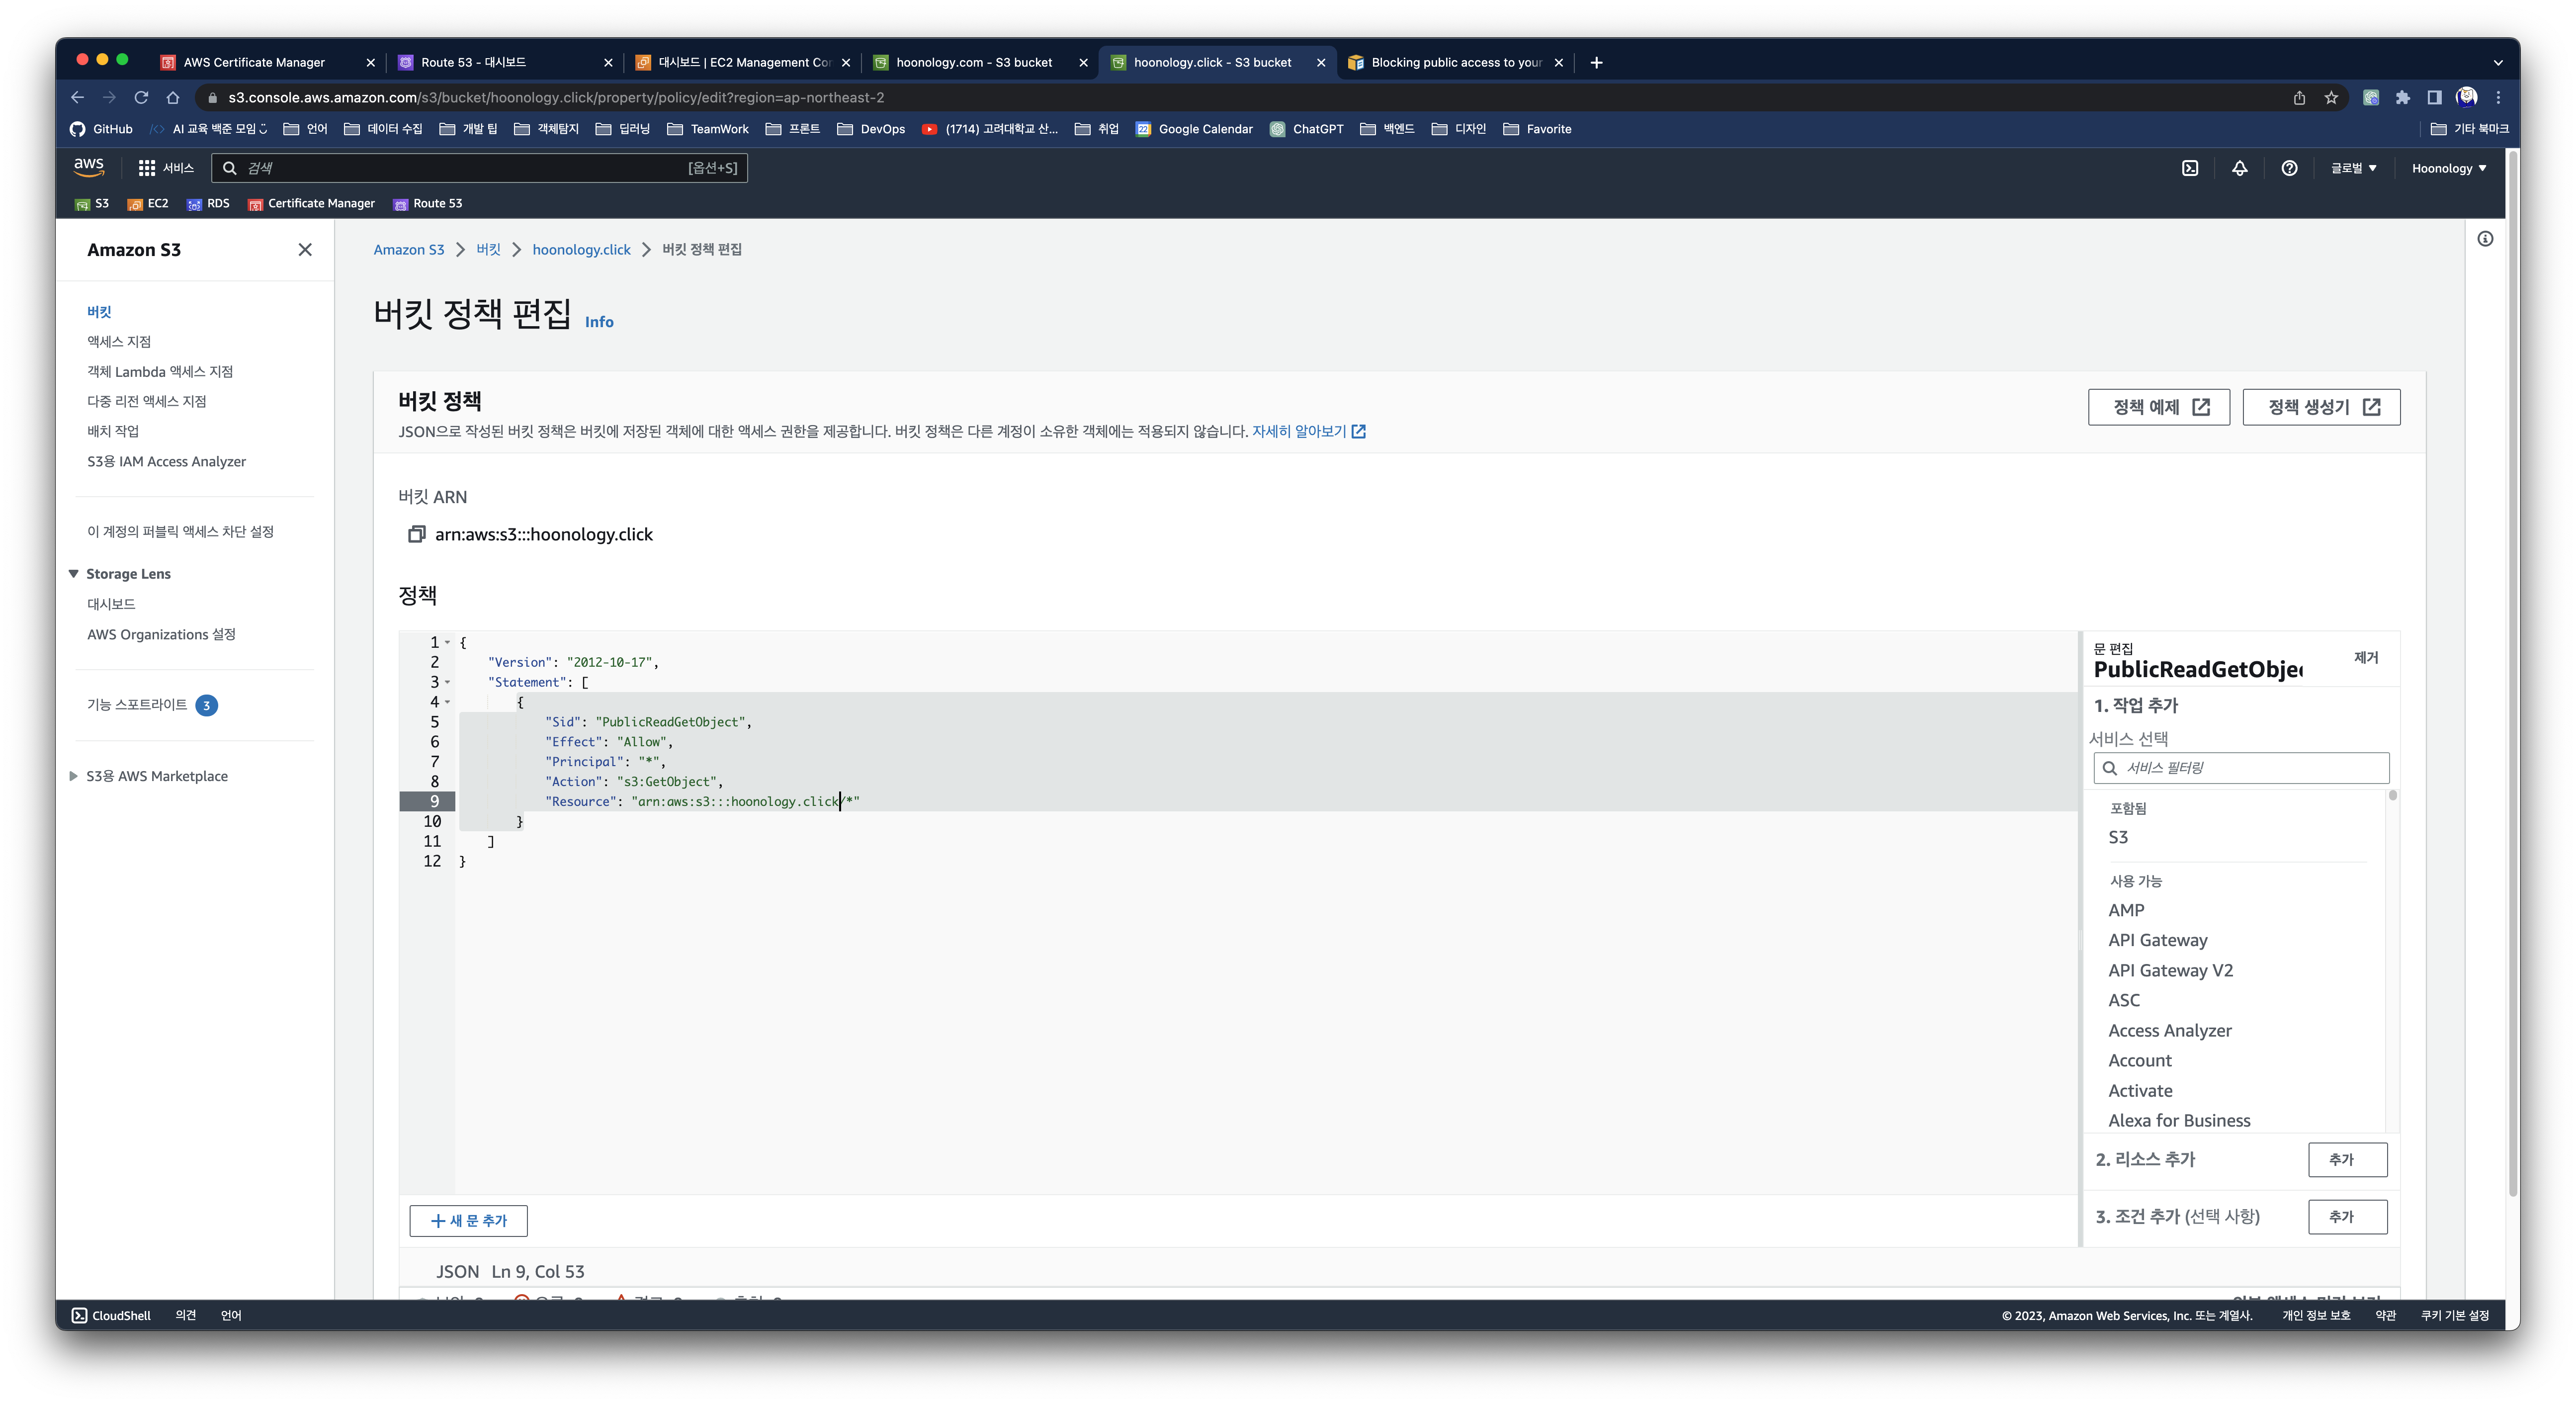 AWS Certificate Manager
Route 53 - 대시보드
대시보드 | EC2 Management Con
hoonology.com - S3 bucket
hoonology.click - S3 bucket
Blocking public access to your
s3.console.aws.amazon.com/s3/bucket/hoonology.click/property/policy/edit?region=ap-northeast-2
GitHub
AI 교육 백준 모임
언어
데이터 수집
개발 팁
객체탐지
딥러닝
TeamWork
프론트
DevOps
(1714) 고려대학교 산...
취업
22
Google Calendar
ChatGPT
백엔드
디자인
Favorite
기타 북마크
aws
서비스
검색
[옵션+S]
글로벌
Hoonology
S3
EC2
RDS
Certificate Manager
Route 53
Amazon S3
버킷
액세스 지점
객체 Lambda 액세스 지점
다중 리전 액세스 지점
배치 작업
S3용 IAM Access Analyzer
이 계정의 퍼블릭 액세스 차단 설정
Storage Lens
대시보드
AWS Organizations 설정
기능 스포트라이트 3
S3용 AWS Marketplace
Amazon S3 > 버킷 > hoonology.click > 버킷 정책 편집
버킷 정책 편집 Info
버킷 정책
JSON으로 작성된 버킷 정책은 버킷에 저장된 객체에 대한 액세스 권한을 제공합니다. 버킷 정책은 다른 계정이 소유한 객체에는 적용되지 않습니다. 자세히 알아보기
정책 예제
정책 생성기
버킷 ARN
arn:aws:s3:::hoonology.click
정책
1 {
2 "Version": "2012-10-17",
3 "Statement": [
4 {
5 "Sid": "PublicReadGetObject",
6 "Effect": "Allow",
7 "Principal": "*",
8 "Action": "s3:GetObject",
9 "Resource": "arn:aws:s3:::hoonology.click/*"
10 }
11 ]
12 }
새 문 추가
JSON Ln 9, Col 53
문 편집
PublicReadGetObjec
제거
1. 작업 추가
서비스 선택
서비스 필터링
포함됨
S3
사용 가능
AMP
API Gateway
API Gateway V2
ASC
Access Analyzer
Account
Activate
Alexa for Business
2. 리소스 추가
추가
3. 조건 추가 (선택 사항)
추가
CloudShell
의견
언어
© 2023, Amazon Web Services, Inc. 또는 계열사.
개인 정보 보호
약관
쿠키 기본 설정